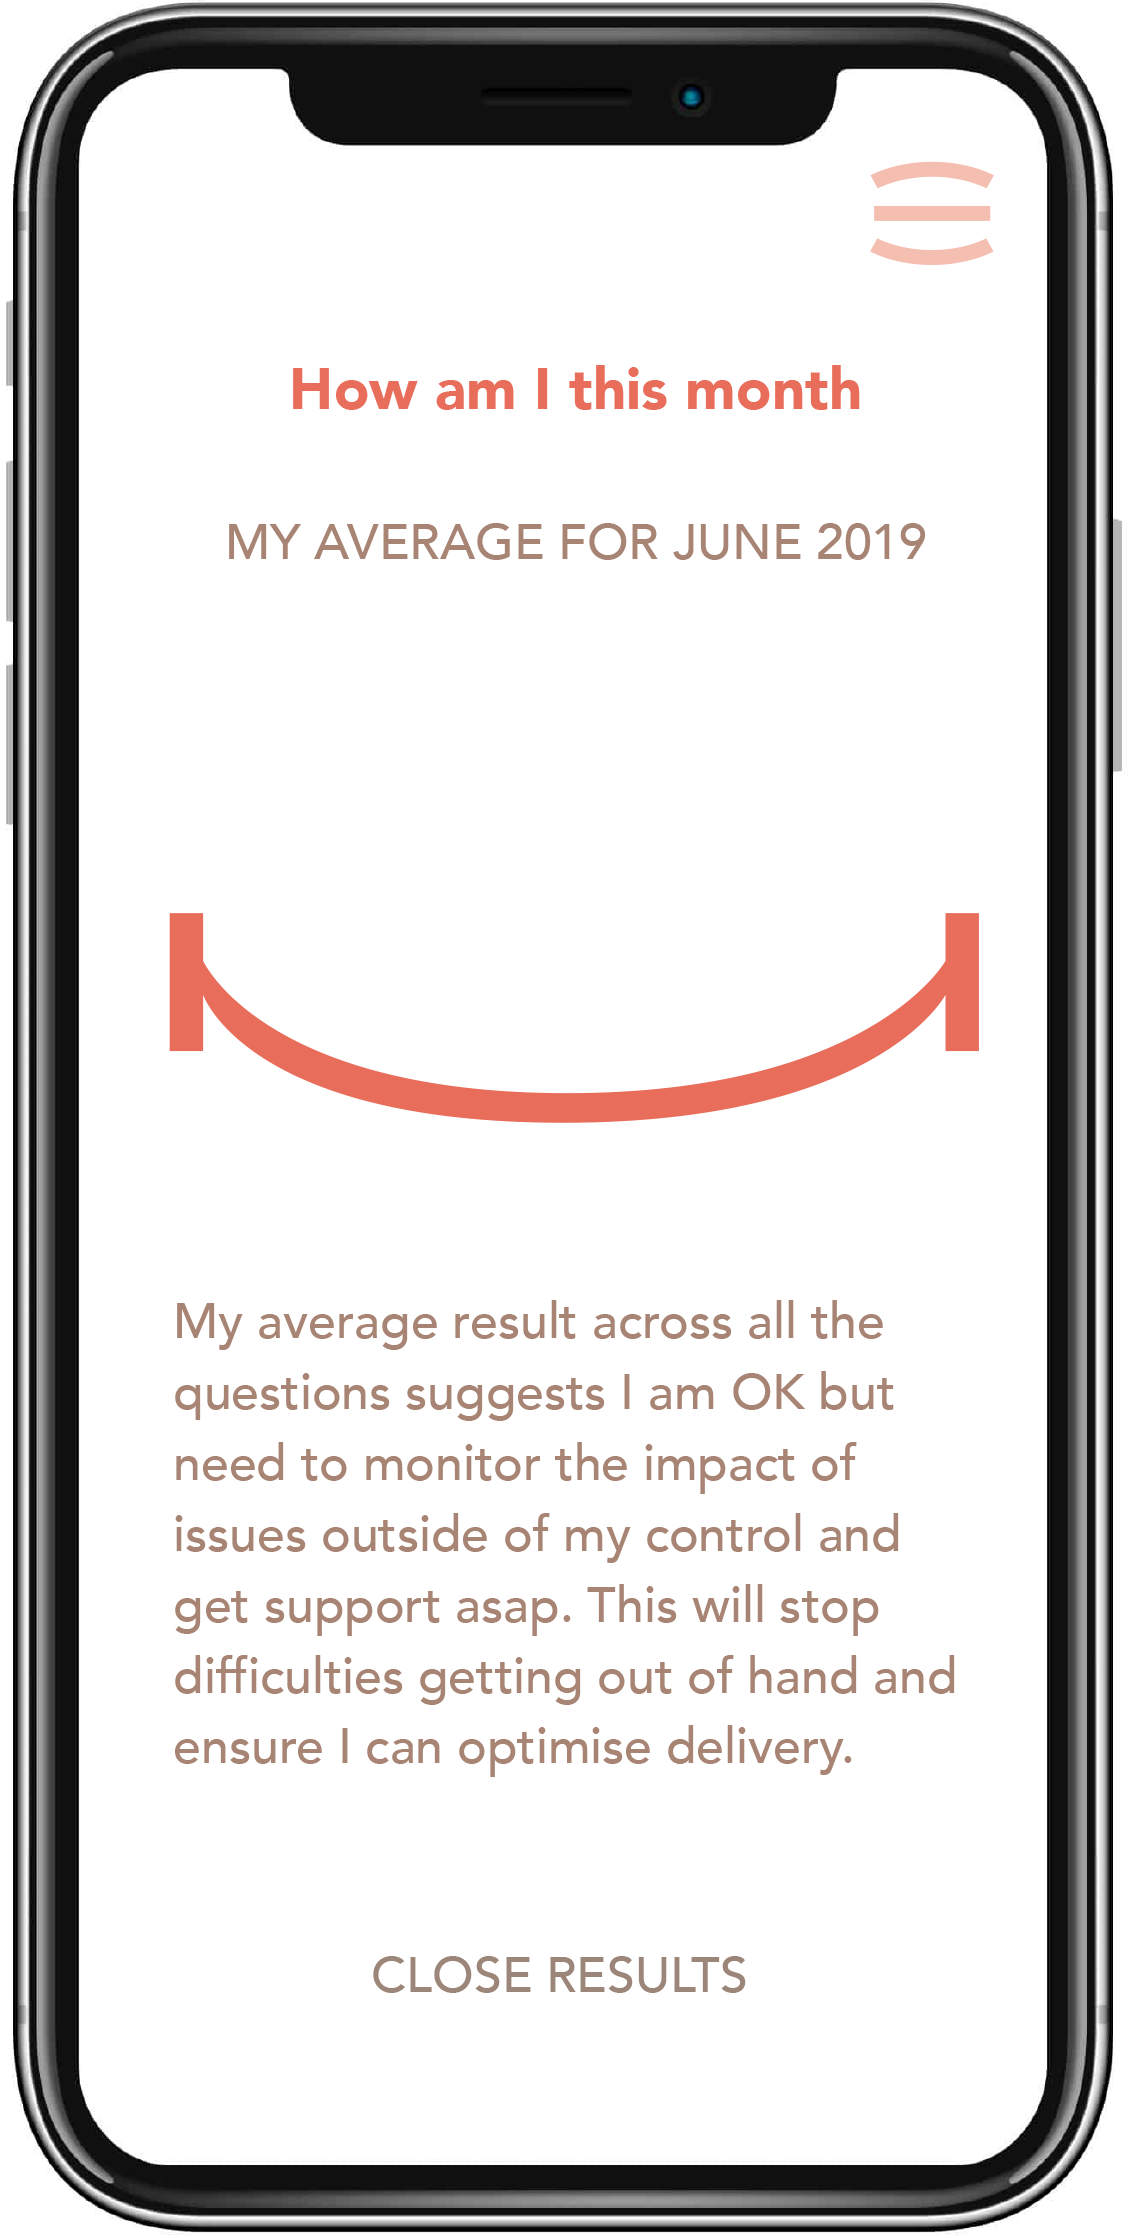 How am I this month
MY AVERAGE FOR JUNE 2019
My average result across all the
questions suggests I am OK but
need to monitor the impact of
issues outside of my control and
get support asap. This will stop
difficulties getting out of hand and
ensure I can optimise delivery.
CLOSE RESULTS